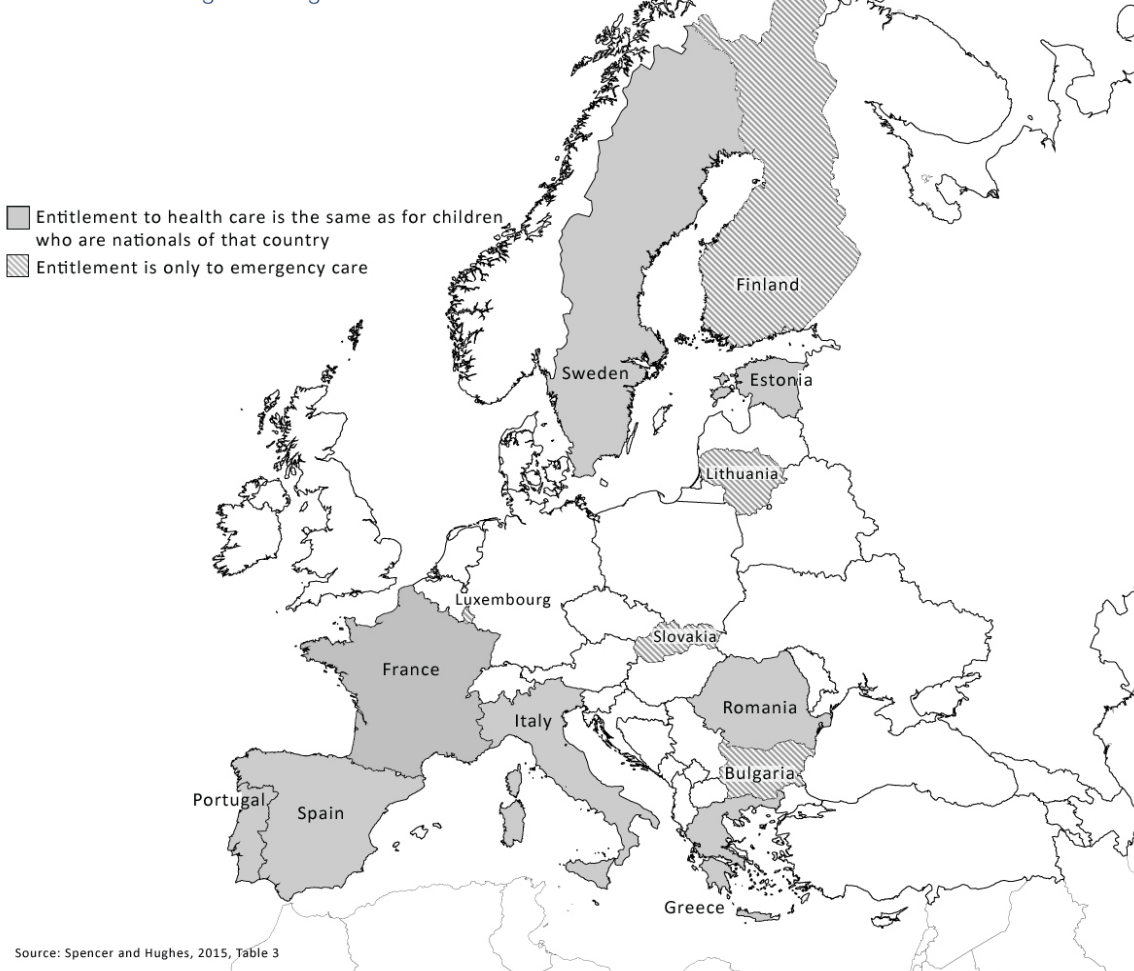 Entitlement to health care is the same as for children
who are nationals of that country
Entitlement is only to emergency care
Finland
Sweden
Estonia
Lithuania
Luxembourg
Slovakia
France
Romania
Italy
Bulgaria
Portugal
Spain
Greece
Source: Spencer and Hughes, 2015, Table 3